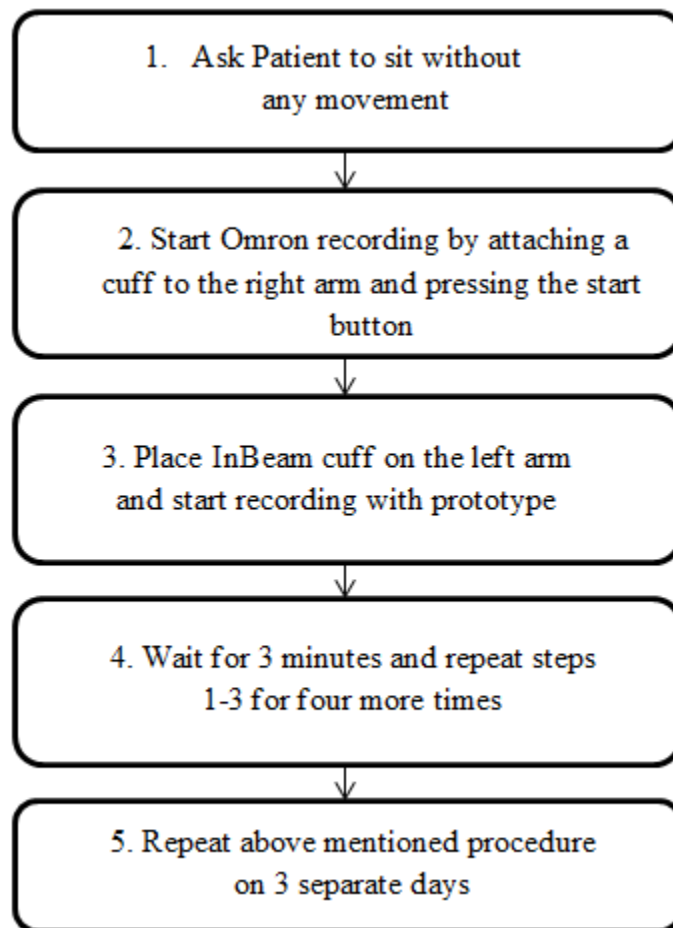 1. Ask Patient to sit without
any movement
2. Start Omron recording by attaching a
cuff to the right arm and pressing the start
button
3. Place InBeam cuff on the left arm
and start recording with prototype
4. Wait for 3 minutes and repeat steps
1-3 for four more times
5. Repeat above mentioned procedure
on 3 separate days